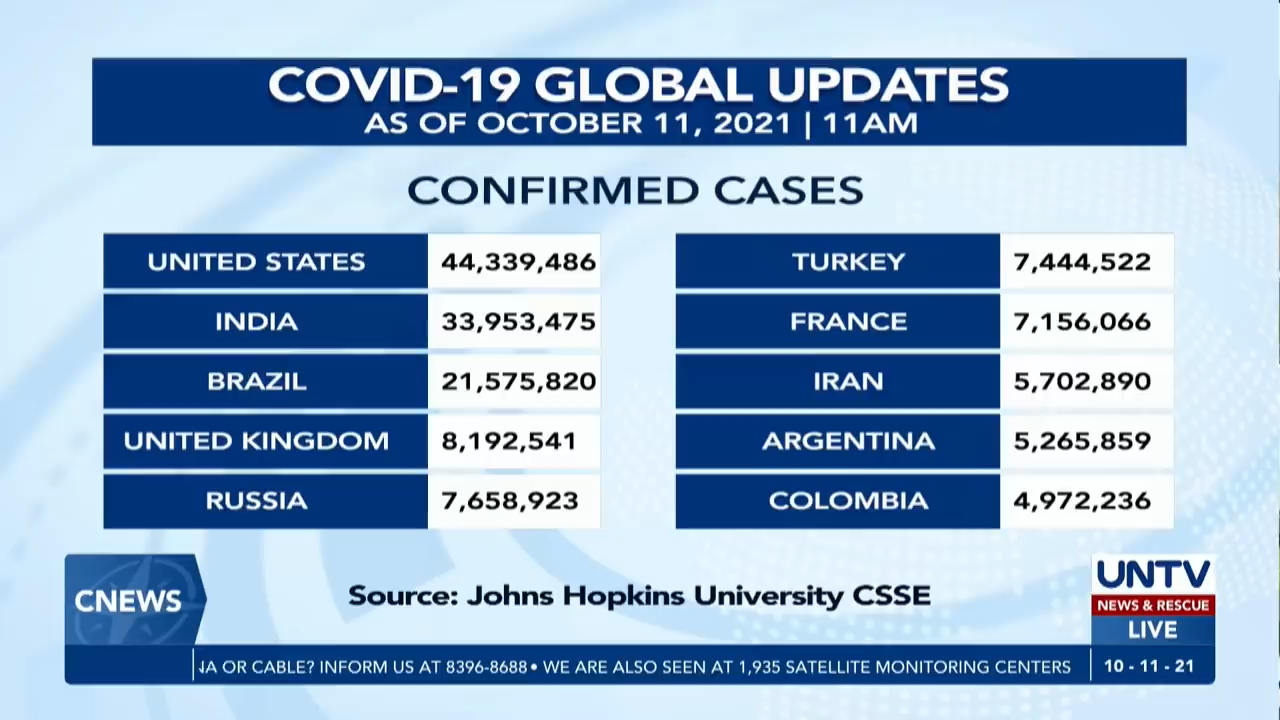 COVID-19 GLOBAL UPDATES
AS OF OCTOBER 11, 2021 | 11AM
CONFIRMED CASES
UNITED STATES 44,339,486
INDIA 33,953,475
BRAZIL 21,575,820
UNITED KINGDOM 8,192,541
RUSSIA 7,658,923
TURKEY 7,444,522
FRANCE 7,156,066
IRAN 5,702,890
ARGENTINA 5,265,859
COLOMBIA 4,972,236
CNEWS
Source: Johns Hopkins University CSSE
UNTV
NEWS & RESCUE
LIVE
OR CABLE? INFORM US AT 8396-8688 • WE ARE ALSO SEEN AT 1,935 SATELLITE MONITORING CENTERS
10 - 11 - 21